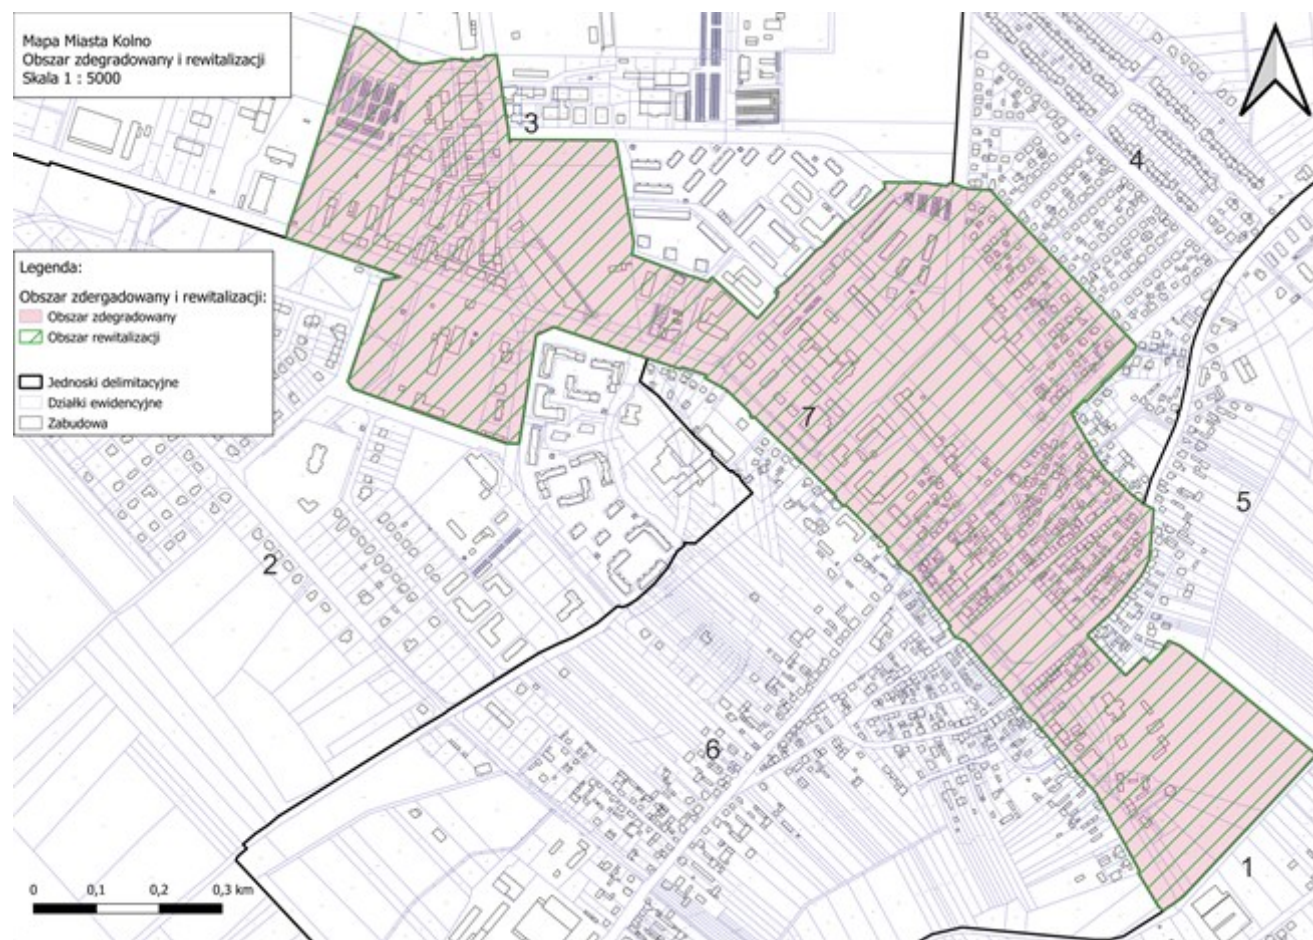 Mapa Miasta Kolno
Obszar zdegradowany i rewitalizacji
Skala 1 : 5000
3
4
Legenda:
Obszar zdergadowany i rewitalizacji:
Obszar zdegradowany
Obszar rewitalizacji
Jednoski delimitacyjne
Działki ewidencyjne
Zabudowa
7
5
2
6
1
0 0,1 0,2 0,3 km